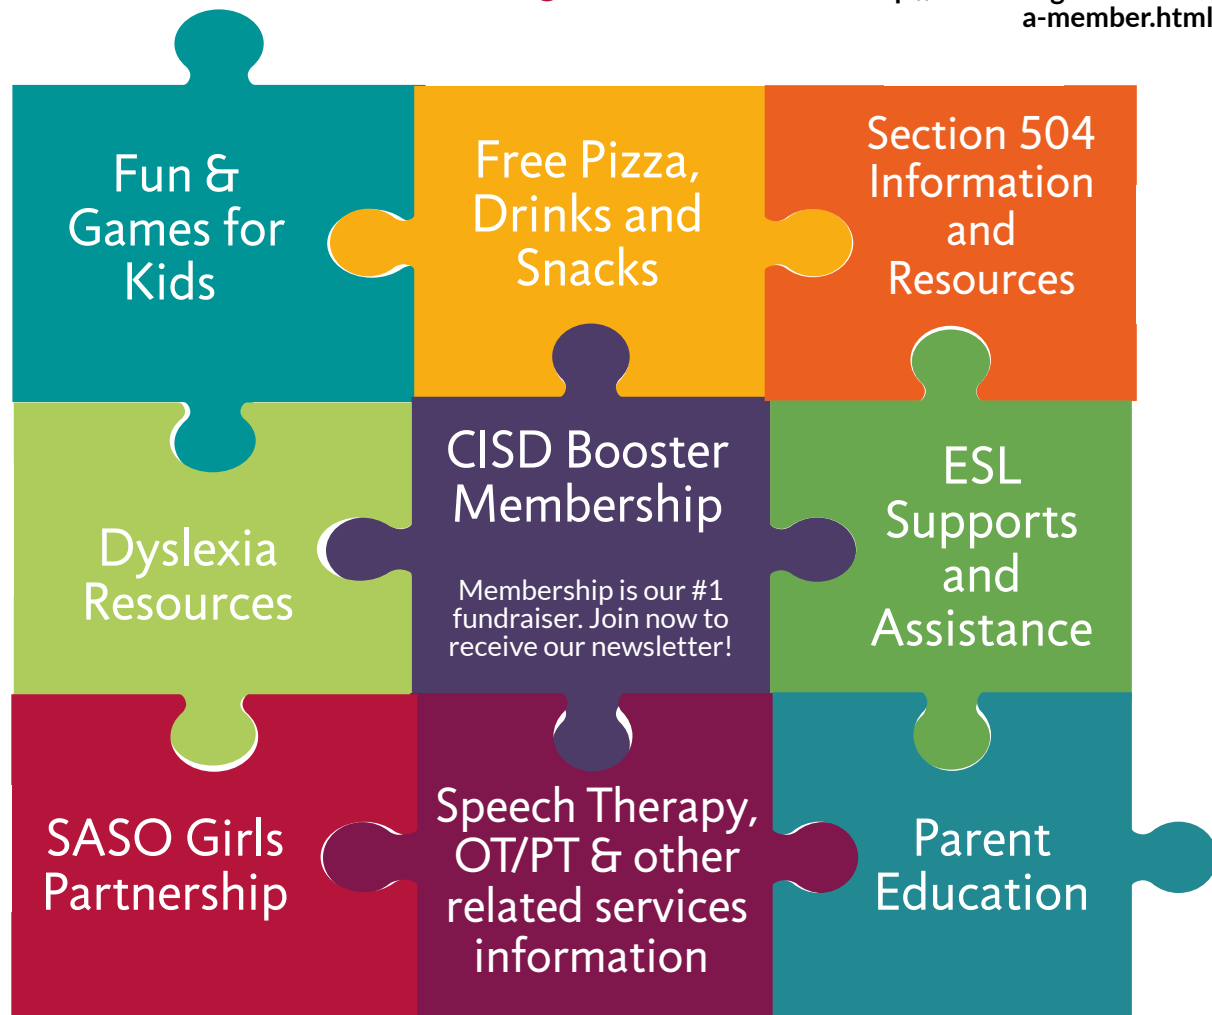 a-member.html
Fun &
Games for
Kids
Free Pizza,
Drinks and
Snacks
Section 504
Information
and
Resources
Dyslexia
Resources
CISD Booster
Membership
Membership is our #1
fundraiser. Join now to
receive our newsletter!
ESL
Supports
and
Assistance
SASO Girls
Partnership
Speech Therapy,
OT/PT & other
related services
information
Parent
Education